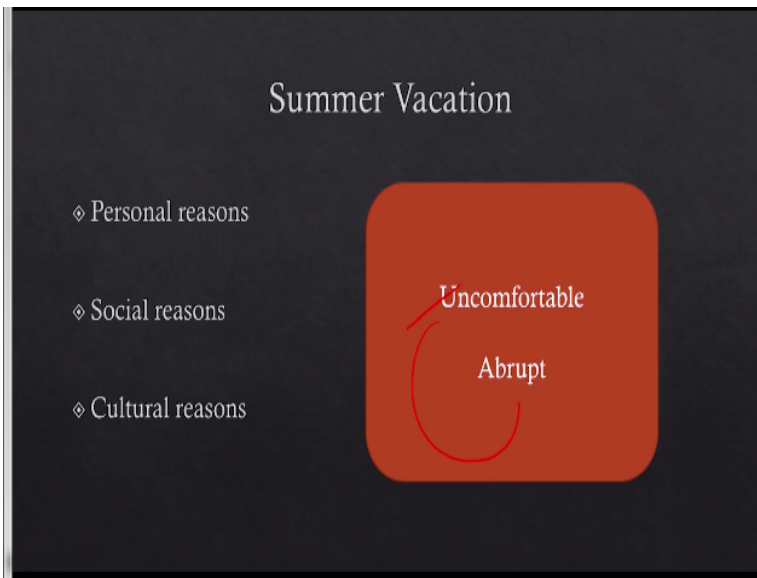 Summer Vacation
Personal reasons
Social reasons
Cultural reasons
Uncomfortable
Abrupt